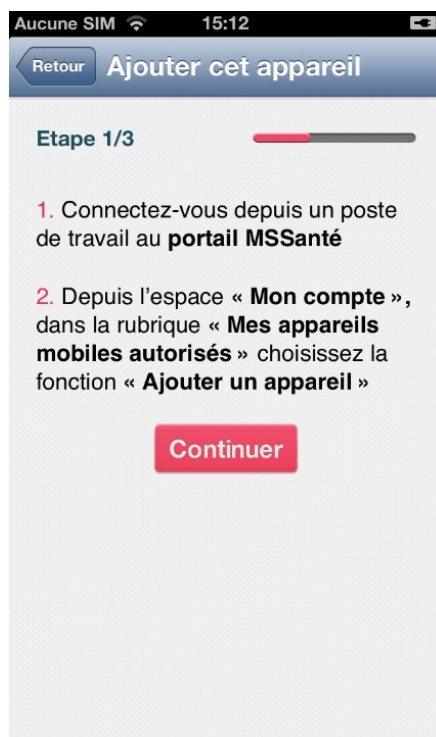 Aucune SIM 15:12
Retour Ajouter cet appareil
Etape 1/3
1. Connectez-vous depuis un poste
de travail au portail MSSanté
2. Depuis l'espace « Mon compte »,
dans la rubrique « Mes appareils
mobiles autorisés » choisissez la
fonction « Ajouter un appareil »
Continuer